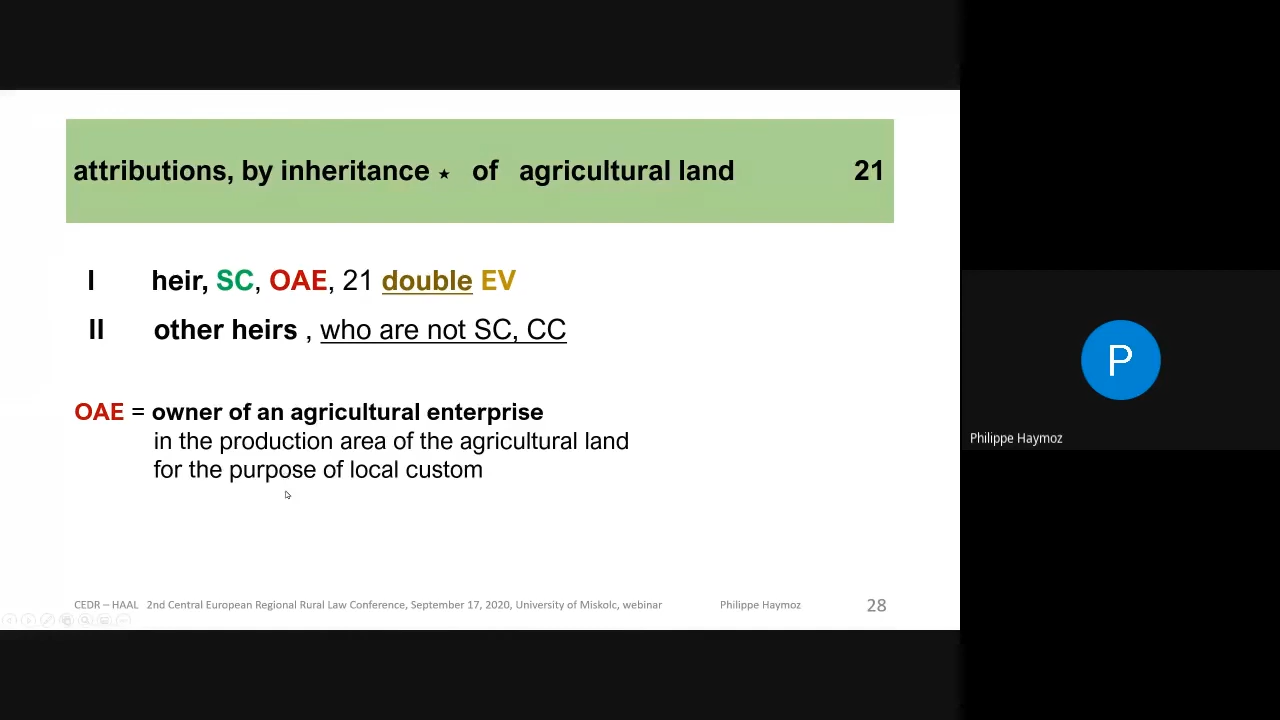 attributions, by inheritance ★ of agricultural land 21
I heir, SC, OAE, 21 double EV
II other heirs , who are not SC, CC
OAE = owner of an agricultural enterprise
in the production area of the agricultural land
for the purpose of local custom
CEDR – HAAL 2nd Central European Regional Rural Law Conference, September 17, 2020, University of Miskolc, webinar Philippe Haymoz 28
P
Philippe Haymoz